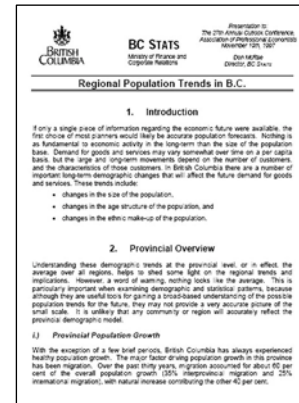 BRITISH
COLUMBIA
BC STATS
Ministry of Finance and
Corporate Relations
Presentation to:
The 27th Annual Outlook Conference,
Association of Professional Economists
November 19th, 1997
Don McRae
Director, BC Stats
Regional Population Trends in B.C.
1. Introduction
If only a single piece of information regarding the economic future were available, the
first choice of most planners would likely be accurate population forecasts. Nothing is
as fundamental to economic activity in the long-term than the size of the population
base. Demand for goods and services may vary somewhat over time on a per capita
basis, but the large and long-term movements depend on the number of customers,
and the characteristics of those customers. In British Columbia there are a number of
important long-term demographic changes that will affect the future demand for goods
and services. These trends include:
• changes in the size of the population,
• changes in the age structure of the population, and
• changes in the ethnic make-up of the population.
2. Provincial Overview
Understanding these demographic trends at the provincial level, or in effect, the
average over all regions, helps to shed some light on the regional trends and
implications. However, a word of warning, nothing looks like the average. This is
particularly important when examining demographic and statistical patterns, because
although they are useful tools for gaining a broad-based understanding of the possible
population trends for the future, they may not provide a very accurate picture of the
small scale. It is unlikely that any community or region will accurately reflect the
provincial demographic model.
i.) Provincial Population Growth
With the exception of a few brief periods, British Columbia has always experienced
healthy population growth. The major factor driving population growth in this province
has been migration. Over the past thirty years, migration accounted for about 60 per
cent of the overall population growth (35% interprovincial migration and 25%
international migration), with natural increase contributing the other 40 per cent.